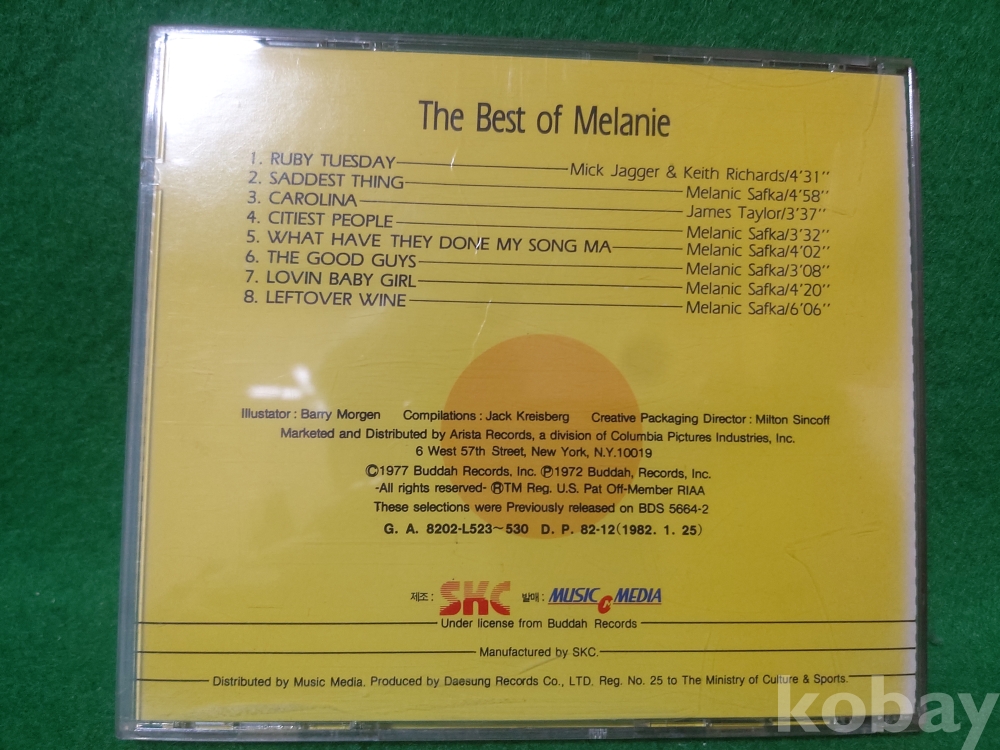 The Best of Melanie
1. RUBY TUESDAY Mick Jagger & Keith Richards/4'31"
2. SADDEST THING Melanic Safka/4'58"
3. CAROLINA James Taylor/3'37"
4. CITIEST PEOPLE Melanic Safka/3'32"
5. WHAT HAVE THEY DONE MY SONG MA Melanic Safka/4'02"
6. THE GOOD GUYS Melanic Safka/3'08"
7. LOVIN BABY GIRL Melanic Safka/4'20"
8. LEFTOVER WINE Melanic Safka/6'06"
Illustator : Barry Morgen Compilations : Jack Kreisberg Creative Packaging Director : Milton Sincoff
Marketed and Distributed by Arista Records, a division of Columbia Pictures Industries, Inc.
6 West 57th Street, New York, N.Y.10019
©1977 Buddah Records, Inc. ℗1972 Buddah, Records, Inc.
-All rights reserved- ®TM Reg. U.S. Pat Off-Member RIAA
These selections were Previously released on BDS 5664-2
G. A. 8202-L523~530 D. P. 82-12(1982. 1. 25)
제조 : SKC 발매 : MUSIC MEDIA
Under license from Buddah Records
Manufactured by SKC.
Distributed by Music Media. Produced by Daesung Records Co., LTD. Reg. No. 25 to The Ministry of Culture & Sports.
kobay